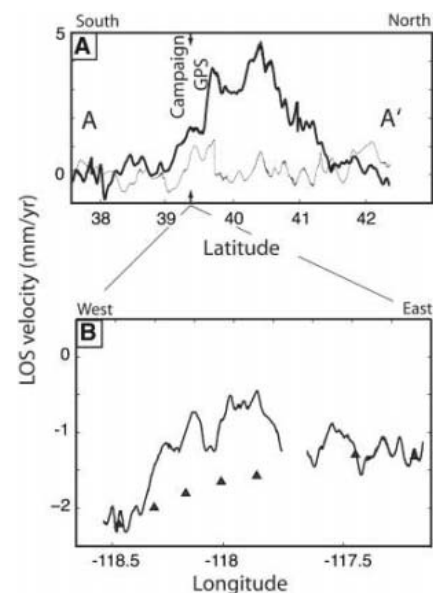 South
North
5
A
Campaign
GPS
A
A'
0
38
39
40
41
42
Latitude
LOS velocity (mm/yr)
West
East
B
0
-1
-2
-118.5
-118
-117.5
Longitude